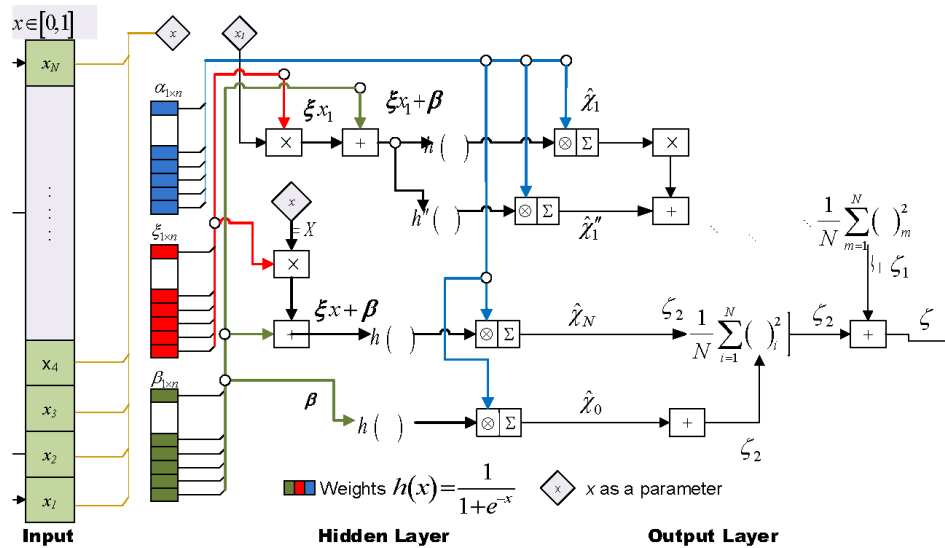 x∈[0,1]
x_N
x
x_1
α_{1×n}
ξx_1
ξx_1+β
χ̂_1
×
+
h ( )
⊗ Σ
×
h″ ( )
⊗ Σ
χ̂_1″
+
x
= X
ξ_{1×n}
×
1/N Σ_{m=1}^{N} ( )_m^2
ζ_1
ξx+β
+
h ( )
⊗ Σ
χ̂_N
ζ_2
1/N Σ_{i=1}^{N} ( )_i^2 ]
ζ_2
+
ζ
x_4
β_{1×n}
x_3
β
h ( )
⊗ Σ
χ̂_0
+
ζ_2
x_2
x_1
Weights h(x) = 1/(1+e^{-x})
x
x as a parameter
Input
Hidden Layer
Output Layer